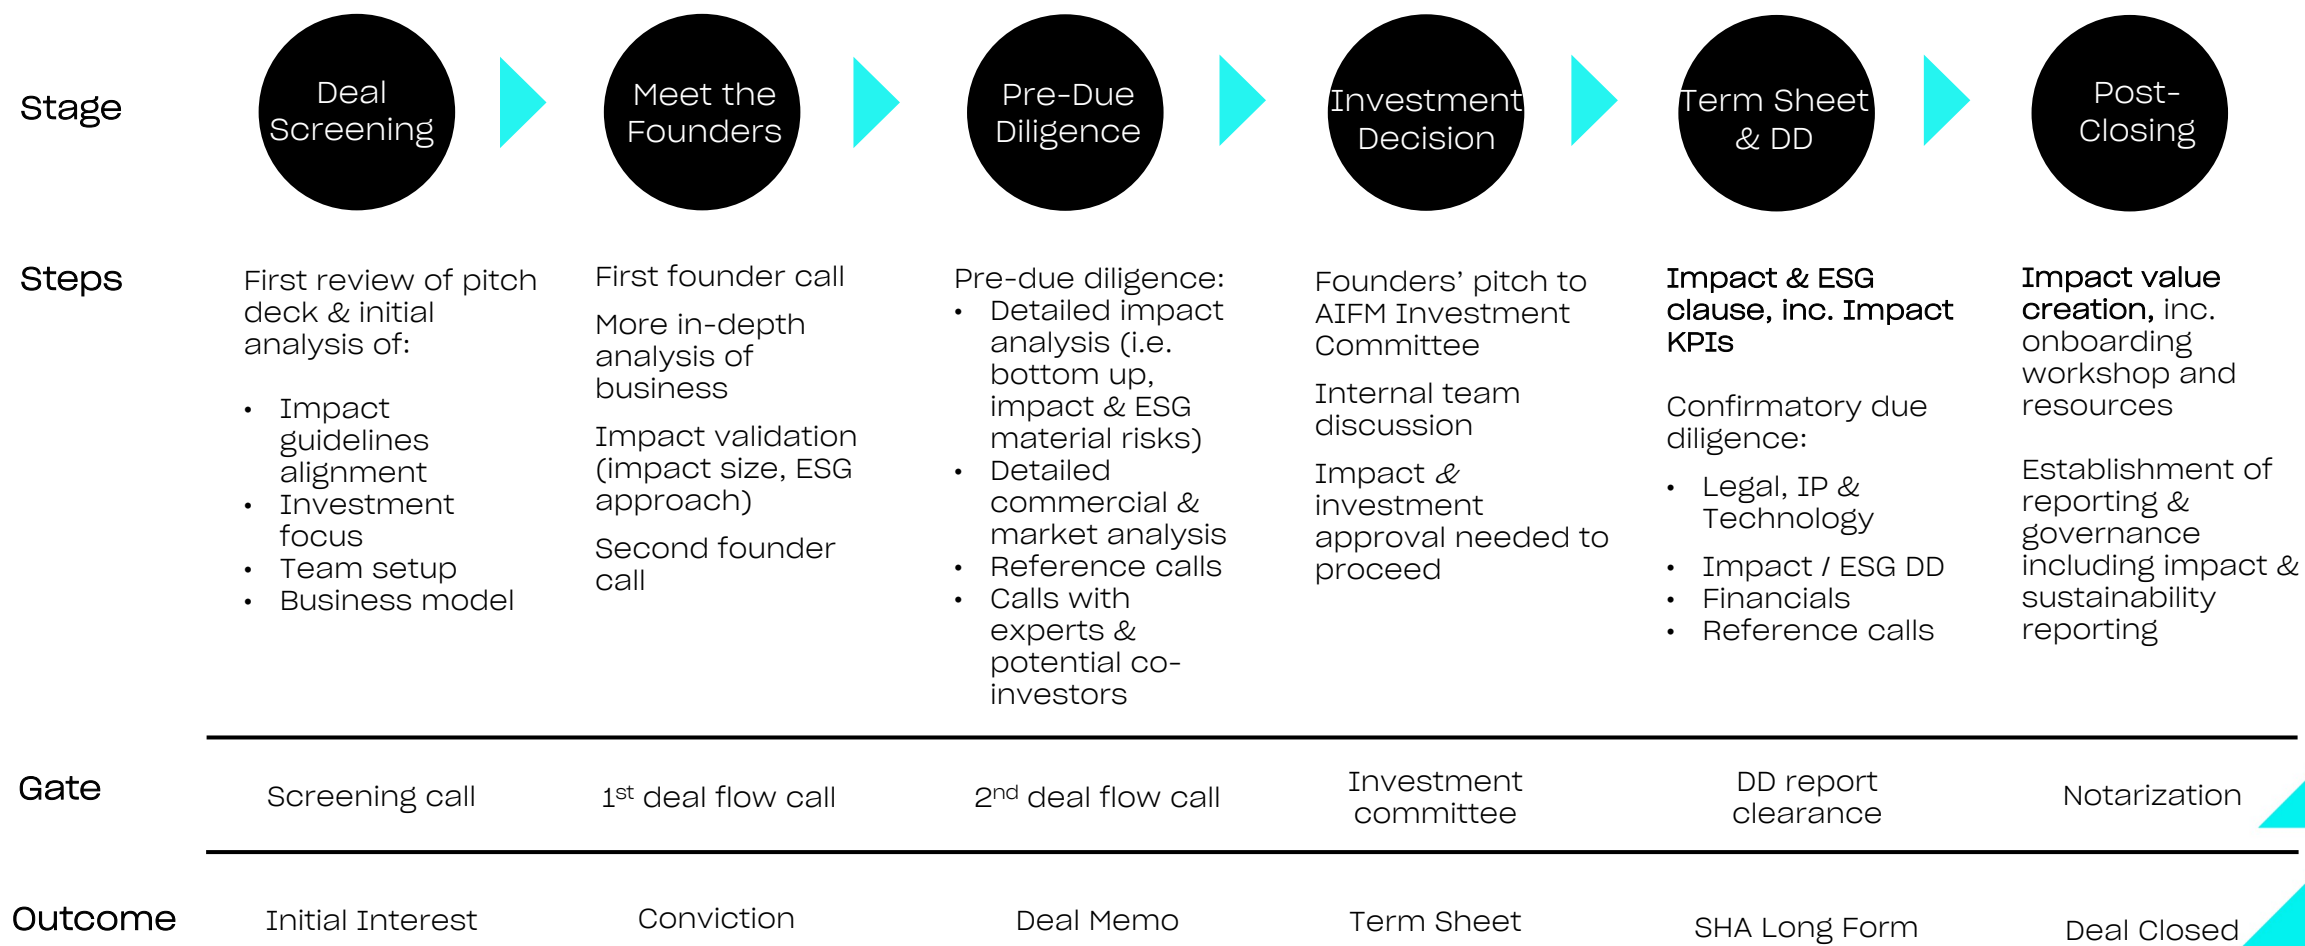 Stage
Deal
Screening
Meet the
Founders
Pre-Due
Diligence
Investment
Decision
Term Sheet
& DD
Post-
Closing
Steps
First review of pitch
deck & initial
analysis of:
• Impact
guidelines
alignment
• Investment
focus
• Team setup
• Business model
First founder call
More in-depth
analysis of
business
Impact validation
(impact size, ESG
approach)
Second founder
call
Pre-due diligence:
• Detailed impact
analysis (i.e.
bottom up,
impact & ESG
material risks)
• Detailed
commercial &
market analysis
• Reference calls
• Calls with
experts &
potential co-
investors
Founders’ pitch to
AIFM Investment
Committee
Internal team
discussion
Impact &
investment
approval needed to
proceed
Impact & ESG
clause, inc. Impact
KPIs
Confirmatory due
diligence:
• Legal, IP &
Technology
• Impact / ESG DD
• Financials
• Reference calls
Impact value
creation, inc.
onboarding
workshop and
resources
Establishment of
reporting &
governance
including impact &
sustainability
reporting
Gate
Screening call
1st deal flow call
2nd deal flow call
Investment
committee
DD report
clearance
Notarization
Outcome
Initial Interest
Conviction
Deal Memo
Term Sheet
SHA Long Form
Deal Closed